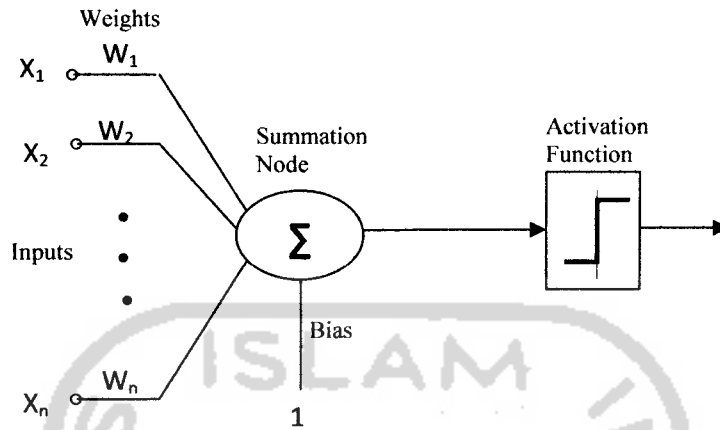 Weights
X1 W1
X2 W2
Summation
Node
Activation
Function
Σ
Inputs
Bias
ISLAM
Xn Wn
1